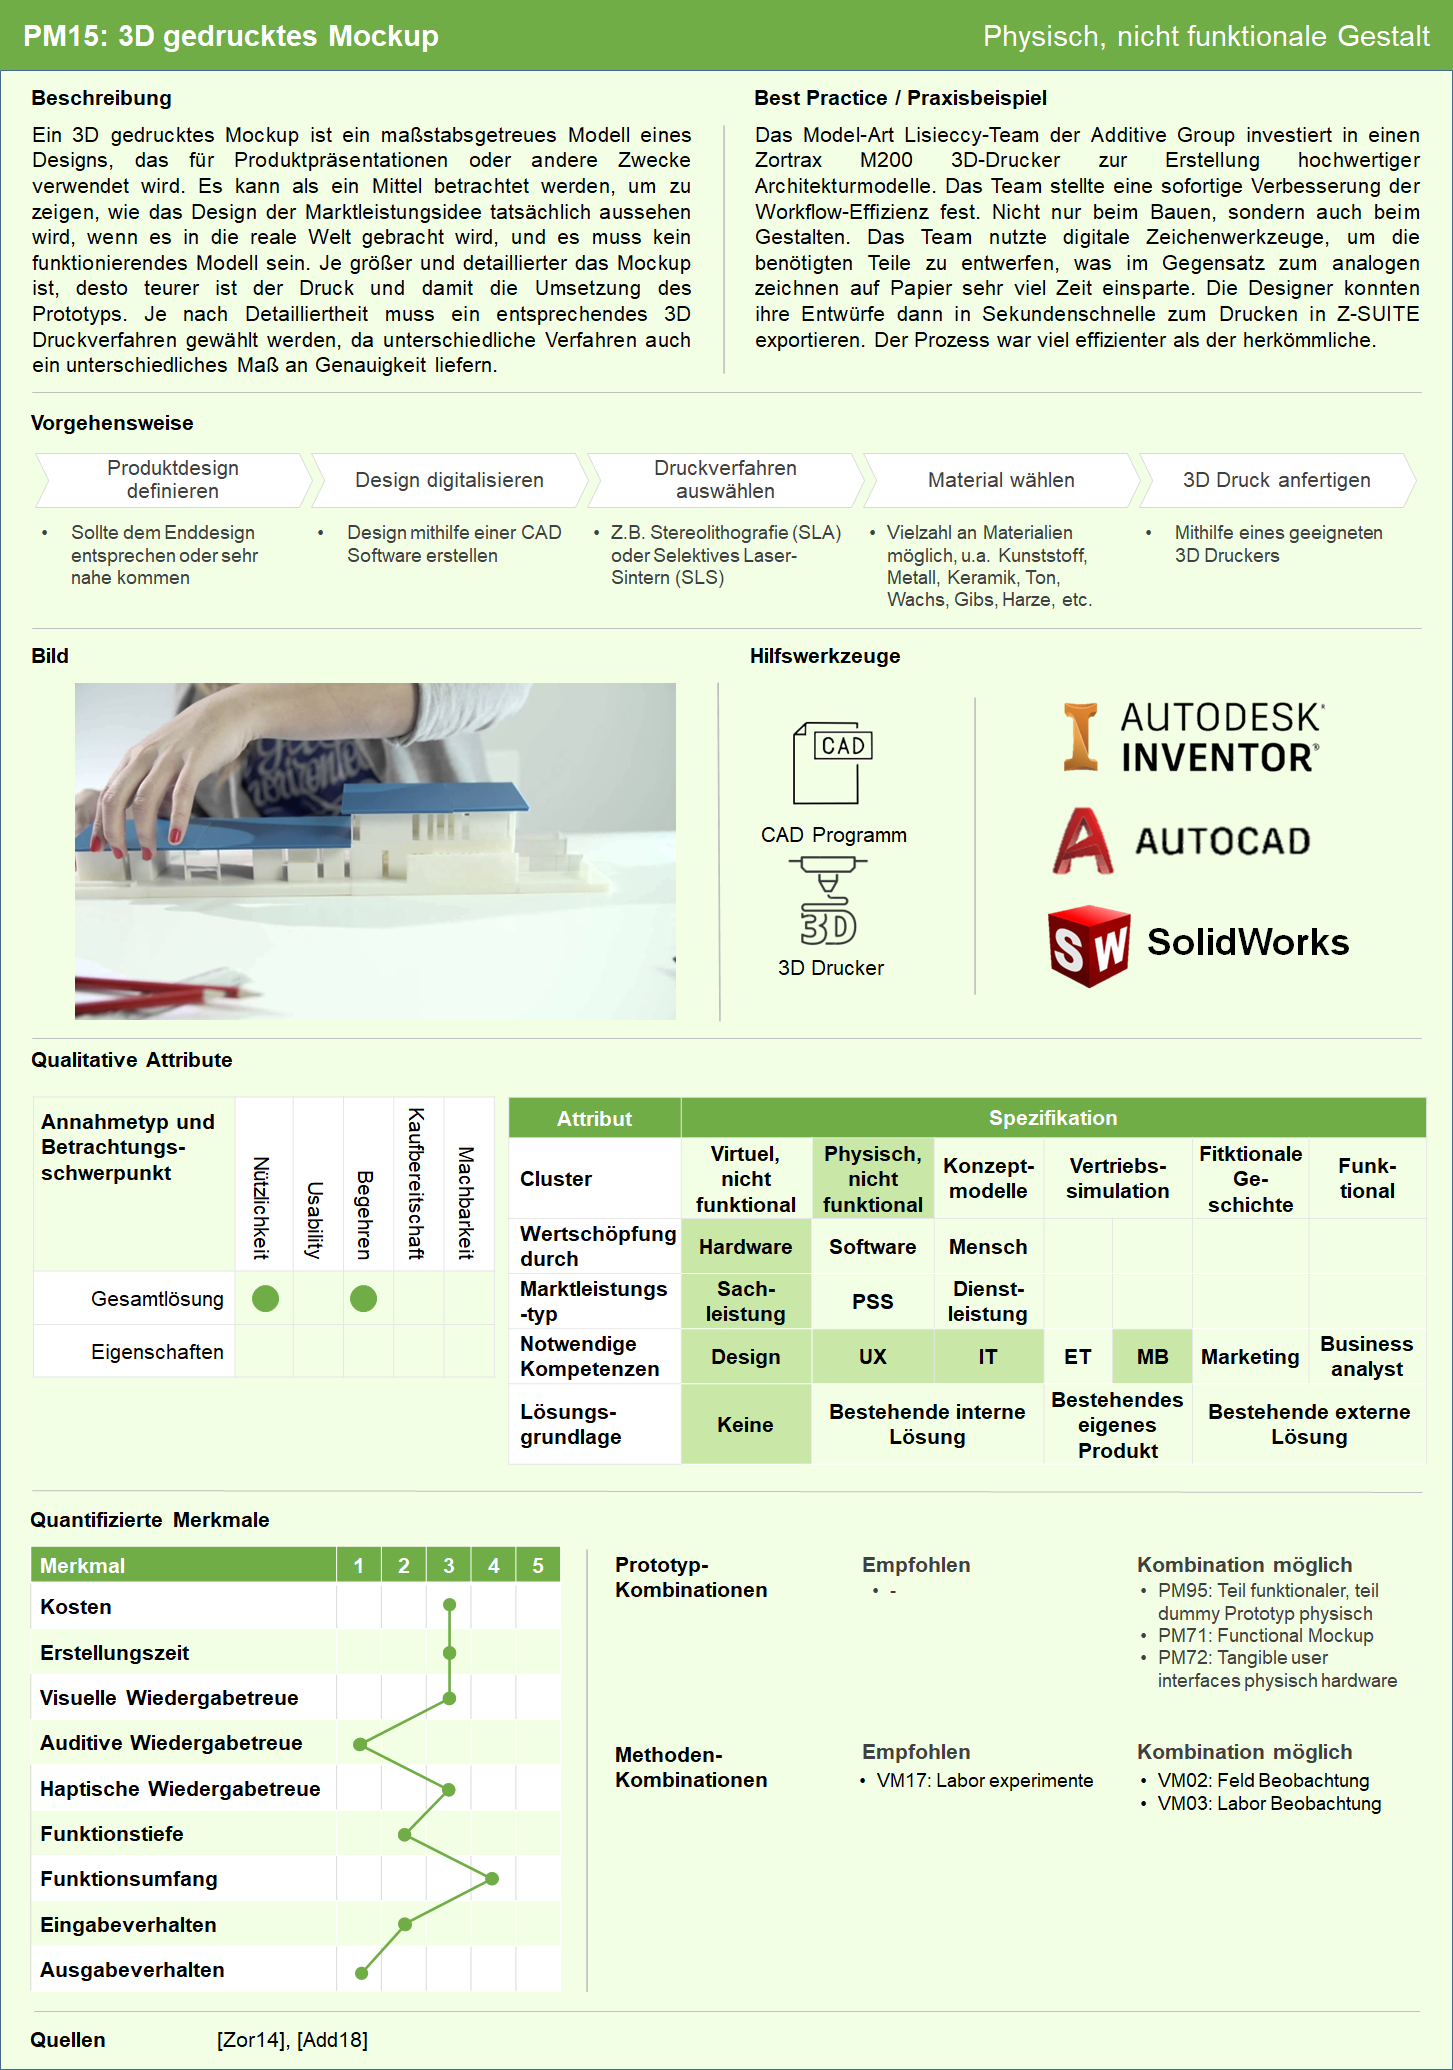 PM15: 3D gedrucktes Mockup
Physisch, nicht funktionale Gestalt
Beschreibung
Ein 3D gedrucktes Mockup ist ein maßstabsgetreues Modell eines
Designs, das für Produktpräsentationen oder andere Zwecke
verwendet wird. Es kann als ein Mittel betrachtet werden, um zu
zeigen, wie das Design der Marktleistungsidee tatsächlich aussehen
wird, wenn es in die reale Welt gebracht wird, und es muss kein
funktionierendes Modell sein. Je größer und detaillierter das Mockup
ist, desto teurer ist der Druck und damit die Umsetzung des
Prototyps. Je nach Detailliertheit muss ein entsprechendes 3D
Druckverfahren gewählt werden, da unterschiedliche Verfahren auch
ein unterschiedliches Maß an Genauigkeit liefern.
Best Practice / Praxisbeispiel
Das Model-Art Lisieccy-Team der Additive Group investiert in einen
Zortrax M200 3D-Drucker zur Erstellung hochwertiger
Architekturmodelle. Das Team stellte eine sofortige Verbesserung der
Workflow-Effizienz fest. Nicht nur beim Bauen, sondern auch beim
Gestalten. Das Team nutzte digitale Zeichenwerkzeuge, um die
benötigten Teile zu entwerfen, was im Gegensatz zum analogen
zeichnen auf Papier sehr viel Zeit einsparte. Die Designer konnten
ihre Entwürfe dann in Sekundenschnelle zum Drucken in Z-SUITE
exportieren. Der Prozess war viel effizienter als der herkömmliche.
Vorgehensweise
Produktdesign
definieren
• Sollte dem Enddesign
entsprechen oder sehr
nahe kommen
Design digitalisieren
• Design mithilfe einer CAD
Software erstellen
Druckverfahren
auswählen
• Z.B. Stereolithografie (SLA)
oder Selektives Laser-
Sintern (SLS)
Material wählen
• Vielzahl an Materialien
möglich, u.a. Kunststoff,
Metall, Keramik, Ton,
Wachs, Gibs, Harze, etc.
3D Druck anfertigen
• Mithilfe eines geeigneten
3D Druckers
Bild
Hilfswerkzeuge
CAD
CAD Programm
3D
3D Drucker
AUTODESK
INVENTOR®
AUTOCAD
SW SolidWorks
Qualitative Attribute
Annahmetyp und
Betrachtungs-
schwerpunkt
Nützlichkeit
Usability
Begehren
Kaufbereitschaft
Machbarkeit
Gesamtlösung
Eigenschaften
Attribut Spezifikation
Cluster
Virtuel,
nicht
funktional
Physisch,
nicht
funktional
Konzept-
modelle
Vertriebs-
simulation
Fitktionale
Ge-
schichte
Funk-
tional
Wertschöpfung
durch
Hardware Software Mensch
Marktleistungs
-typ
Sach-
leistung
PSS
Dienst-
leistung
Notwendige
Kompetenzen
Design UX IT ET MB Marketing
Business
analyst
Lösungs-
grundlage
Keine
Bestehende interne
Lösung
Bestehendes
eigenes
Produkt
Bestehende externe
Lösung
Quantifizierte Merkmale
Merkmal 1 2 3 4 5
Kosten
Erstellungszeit
Visuelle Wiedergabetreue
Auditive Wiedergabetreue
Haptische Wiedergabetreue
Funktionstiefe
Funktionsumfang
Eingabeverhalten
Ausgabeverhalten
Prototyp-
Kombinationen
Empfohlen
• -
Kombination möglich
• PM95: Teil funktionaler, teil
dummy Prototyp physisch
• PM71: Functional Mockup
• PM72: Tangible user
interfaces physisch hardware
Methoden-
Kombinationen
Empfohlen
• VM17: Labor experimente
Kombination möglich
• VM02: Feld Beobachtung
• VM03: Labor Beobachtung
Quellen [Zor14], [Add18]